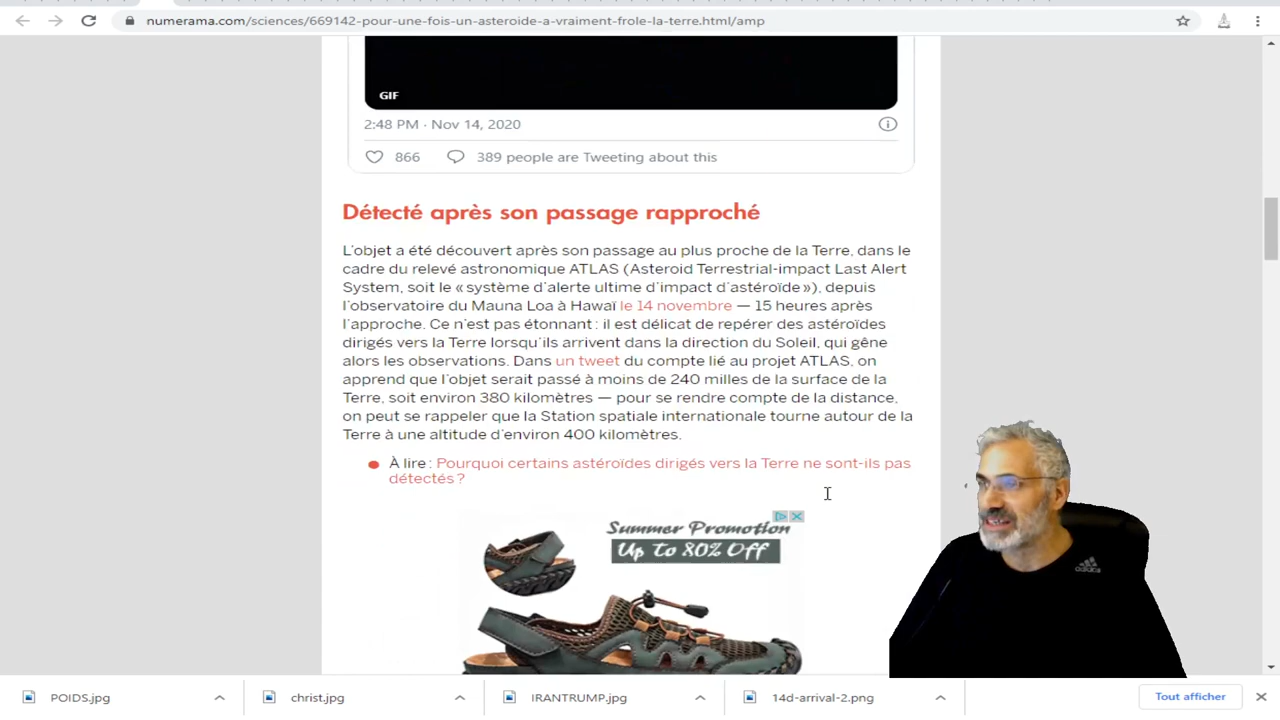 numerama.com/sciences/669142-pour-une-fois-un-asteroide-a-vraiment-frole-la-terre.html/amp
GIF
2:48 PM · Nov 14, 2020
866 389 people are Tweeting about this
Détecté après son passage rapproché
L'objet a été découvert après son passage au plus proche de la Terre, dans le
cadre du relevé astronomique ATLAS (Asteroid Terrestrial-impact Last Alert
System, soit le « système d'alerte ultime d'impact d'astéroïde »), depuis
l'observatoire du Mauna Loa à Hawaï le 14 novembre — 15 heures après
l'approche. Ce n'est pas étonnant : il est délicat de repérer des astéroïdes
dirigés vers la Terre lorsqu'ils arrivent dans la direction du Soleil, qui gêne
alors les observations. Dans un tweet du compte lié au projet ATLAS, on
apprend que l'objet serait passé à moins de 240 milles de la surface de la
Terre, soit environ 380 kilomètres — pour se rendre compte de la distance,
on peut se rappeler que la Station spatiale internationale tourne autour de la
Terre à une altitude d'environ 400 kilomètres.
À lire : Pourquoi certains astéroïdes dirigés vers la Terre ne sont-ils pas
détectés ?
Summer Promotion
Up To 80% Off
adidas
POIDS.jpg christ.jpg IRANTRUMP.jpg 14d-arrival-2.png Tout afficher